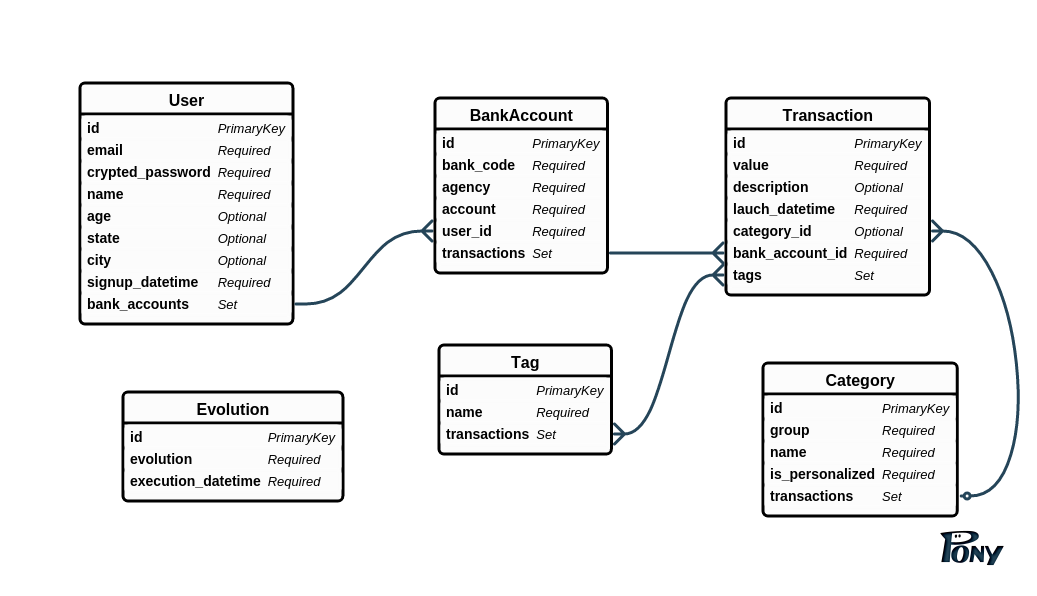 User
id PrimaryKey
email Required
crypted_password Required
name Required
age Optional
state Optional
city Optional
signup_datetime Required
bank_accounts Set
BankAccount
id PrimaryKey
bank_code Required
agency Required
account Required
user_id Required
transactions Set
Transaction
id PrimaryKey
value Required
description Optional
lauch_datetime Required
category_id Optional
bank_account_id Required
tags Set
Evolution
id PrimaryKey
evolution Required
execution_datetime Required
Tag
id PrimaryKey
name Required
transactions Set
Category
id PrimaryKey
group Required
name Required
is_personalized Required
transactions Set
PONY